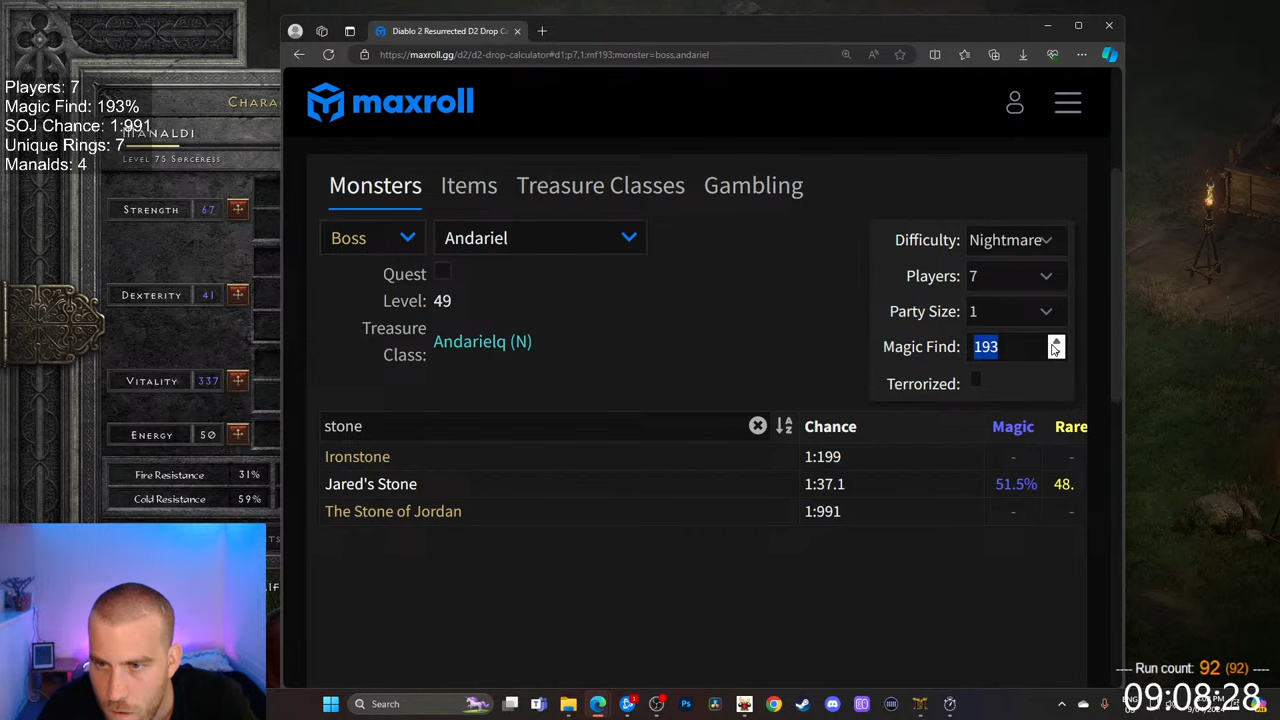 Players: 7
Magic Find: 193%
SOJ Chance: 1:991
Unique Rings: 7
Manalds: 4
MANALDI
LEVEL 75 SORCERESS
STRENGTH 67
DEXTERITY 41
VITALITY 337
ENERGY 50
FIRE RESISTANCE 31%
COLD RESISTANCE 59%
Diablo 2 Resurrected D2 Drop C
https://maxroll.gg/d2/d2-drop-calculator#d1;p7,1;mf193;monster=boss,andariel
maxroll
Monsters Items Treasure Classes Gambling
Boss Andariel
Quest
Level: 49
Treasure Class: Andarielq (N)
Difficulty: Nightmare
Players: 7
Party Size: 1
Magic Find: 193
Terrorized:
stone Chance Magic Rare
Ironstone 1:199 - -
Jared's Stone 1:37.1 51.5% 48.
The Stone of Jordan 1:991 - -
Search
---- Run count: 92 (92) ----
09:08:28